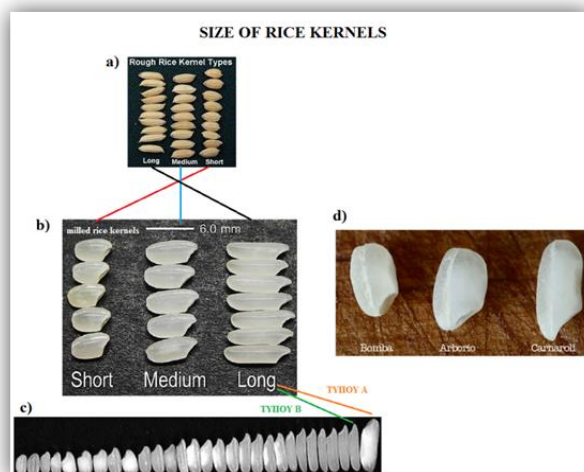 SIZE OF RICE KERNELS
a)
Rough Rice Kernel Types
Long Medium Short
b)
milled rice kernels 6.0 mm
Short Medium Long
d)
Bomba Arborio Carnaroli
ΤΥΠΟΥ Α
ΤΥΠΟΥ Β
c)